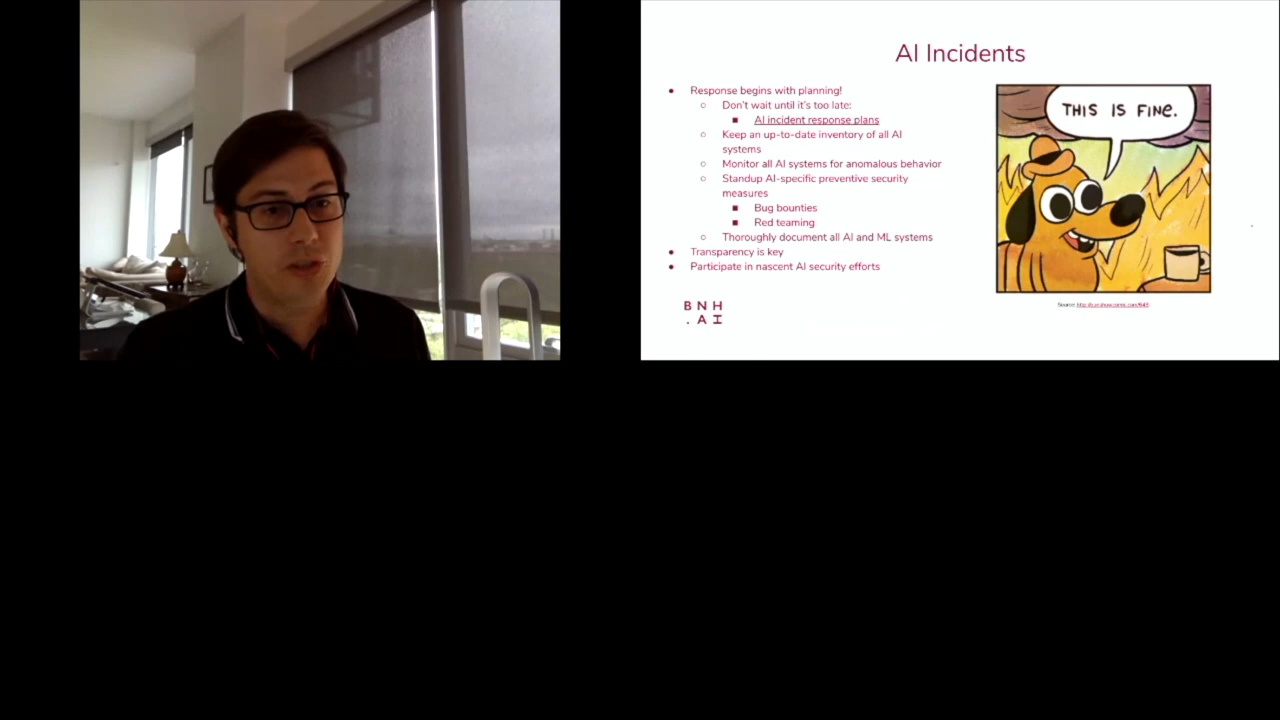 AI Incidents
Response begins with planning!
Don't wait until it's too late:
AI incident response plans
Keep an up-to-date inventory of all AI
systems
Monitor all AI systems for anomalous behavior
Standup AI-specific preventive security
measures
Bug bounties
Red teaming
Thoroughly document all AI and ML systems
Transparency is key
Participate in nascent AI security efforts
THIS IS FINE.
Source:
B N H
. A I